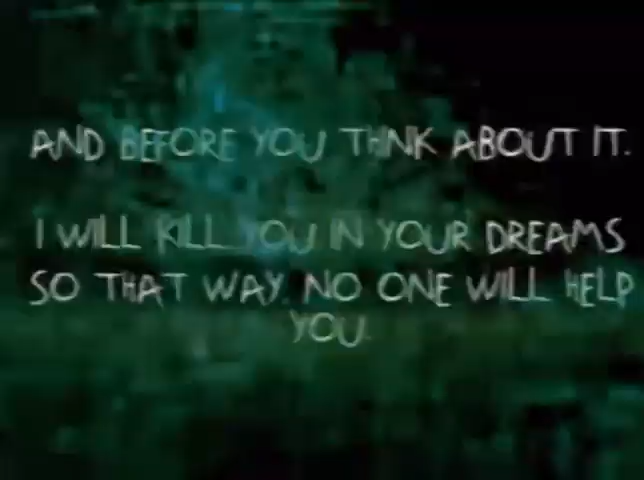 AND BEFORE YOU THINK ABOUT IT.
I WILL KILL YOU IN YOUR DREAMS
SO THAT WAY. NO ONE WILL HELP
YOU.